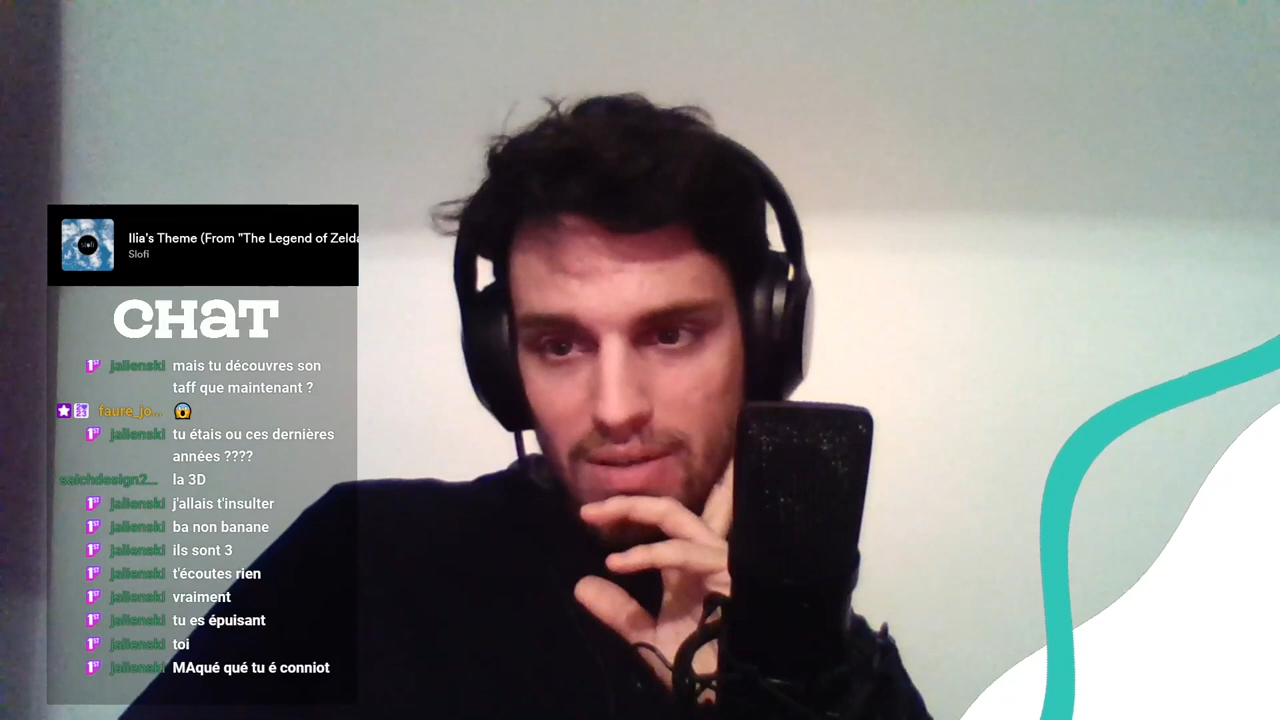 Ilia's Theme (From "The Legend of Zelda
Slofi
CHAT
jalienski mais tu découvres son
taff que maintenant ?
faure_jo... 😱
jalienski tu étais ou ces dernières
années ????
salchdesign2... la 3D
jalienski j'allais t'insulter
jalienski ba non banane
jalienski ils sont 3
jalienski t'écoutes rien
jalienski vraiment
jalienski tu es épuisant
jalienski toi
jalienski MAqué qué tu é conniot